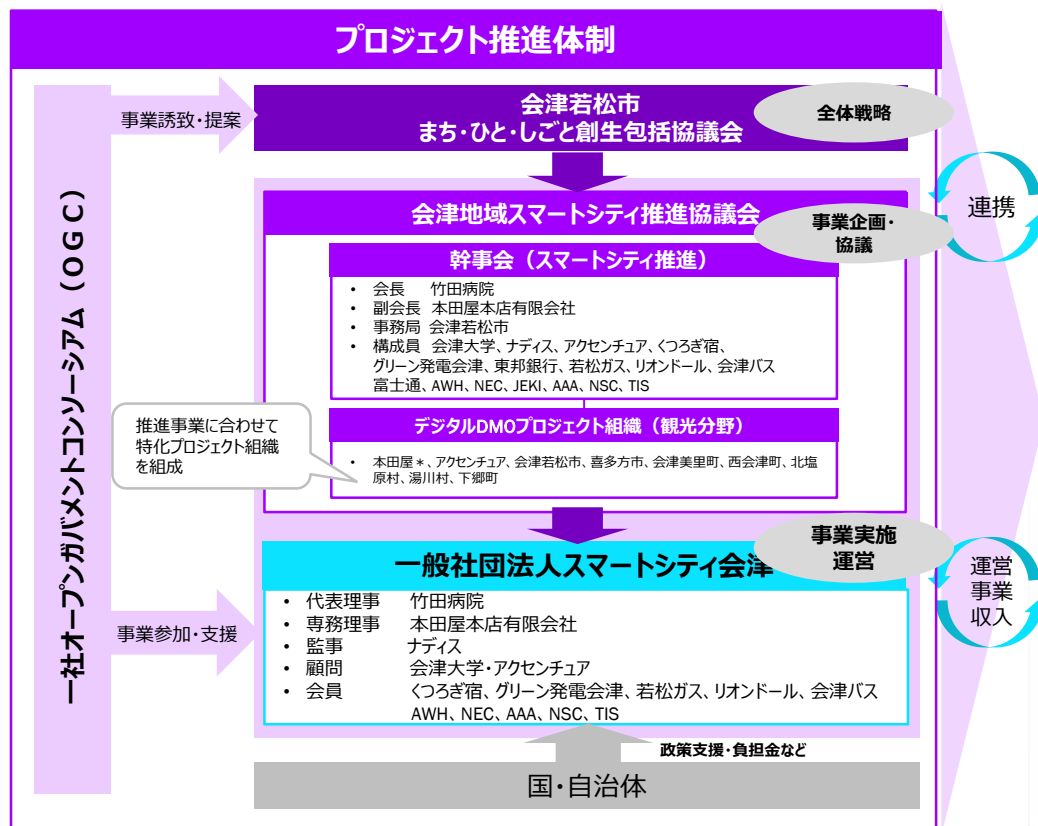 プロジェクト推進体制
一社オープンガバメントコンソーシアム（OGC）
事業誘致・提案
会津若松市
まち・ひと・しごと創生包括協議会
全体戦略
連携
会津地域スマートシティ推進協議会
事業企画・
協議
幹事会（スマートシティ推進）
• 会長　竹田病院
• 副会長 本田屋本店有限会社
• 事務局 会津若松市
• 構成員 会津大学、ナディス、アクセンチュア、くつろぎ宿、
グリーン発電会津、東邦銀行、若松ガス、リオンドール、会津バス
富士通、AWH、NEC、JEKI、AAA、NSC、TIS
推進事業に合わせて
特化プロジェクト組織
を組成
デジタルDMOプロジェクト組織（観光分野）
• 本田屋＊、アクセンチュア、会津若松市、喜多方市、会津美里町、西会津町、北塩
原村、湯川村、下郷町
事業実施
運営
一般社団法人スマートシティ会津
• 代表理事　竹田病院
• 専務理事　本田屋本店有限会社
• 監事　ナディス
• 顧問　会津大学・アクセンチュア
• 会員　くつろぎ宿、グリーン発電会津、若松ガス、リオンドール、会津バス
AWH、NEC、AAA、NSC、TIS
事業参加・支援
運営
事業
収入
政策支援・負担金など
国・自治体